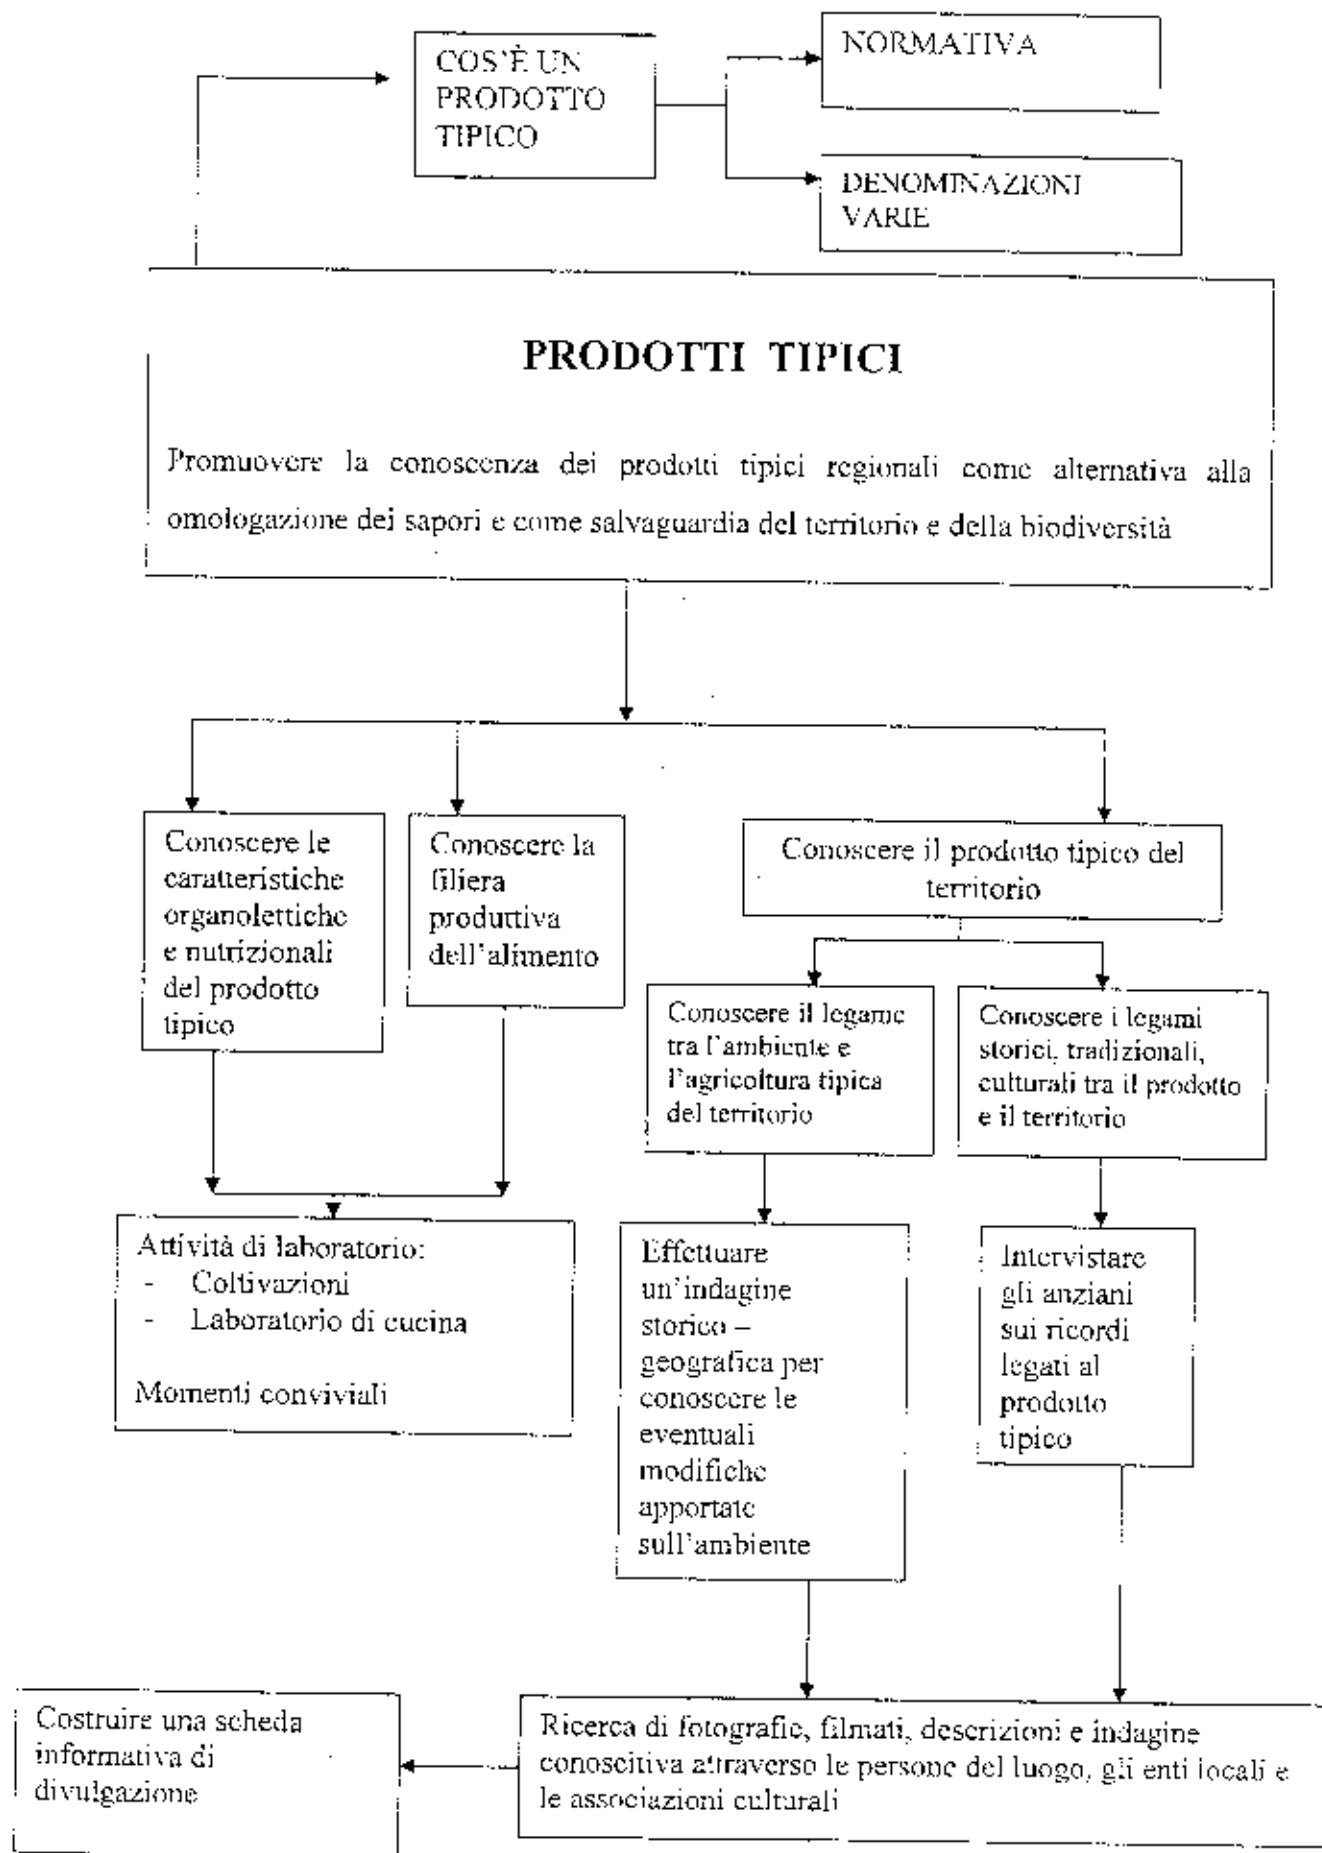 COS'È UN
PRODOTTO
TIPICO
NORMATIVA
DENOMINAZIONI
VARIE
PRODOTTI TIPICI
Promuovere la conoscenza dei prodotti tipici regionali come alternativa alla
omologazione dei sapori e come salvaguardia del territorio e della biodiversità
Conoscere le
caratteristiche
organolettiche
e nutrizionali
del prodotto
tipico
Conoscere la
filiera
produttiva
dell'alimento
Conoscere il prodotto tipico del
territorio
Conoscere il legame
tra l'ambiente e
l'agricoltura tipica
del territorio
Conoscere i legami
storici, tradizionali,
culturali tra il prodotto
e il territorio
Attività di laboratorio:
- Coltivazioni
- Laboratorio di cucina
Momenti conviviali
Effettuare
un'indagine
storico –
geografica per
conoscere le
eventuali
modifiche
apportate
sull'ambiente
Intervistare
gli anziani
sui ricordi
legati al
prodotto
tipico
Costruire una scheda
informativa di
divulgazione
Ricerca di fotografie, filmati, descrizioni e indagine
conoscitiva attraverso le persone del luogo, gli enti locali e
le associazioni culturali